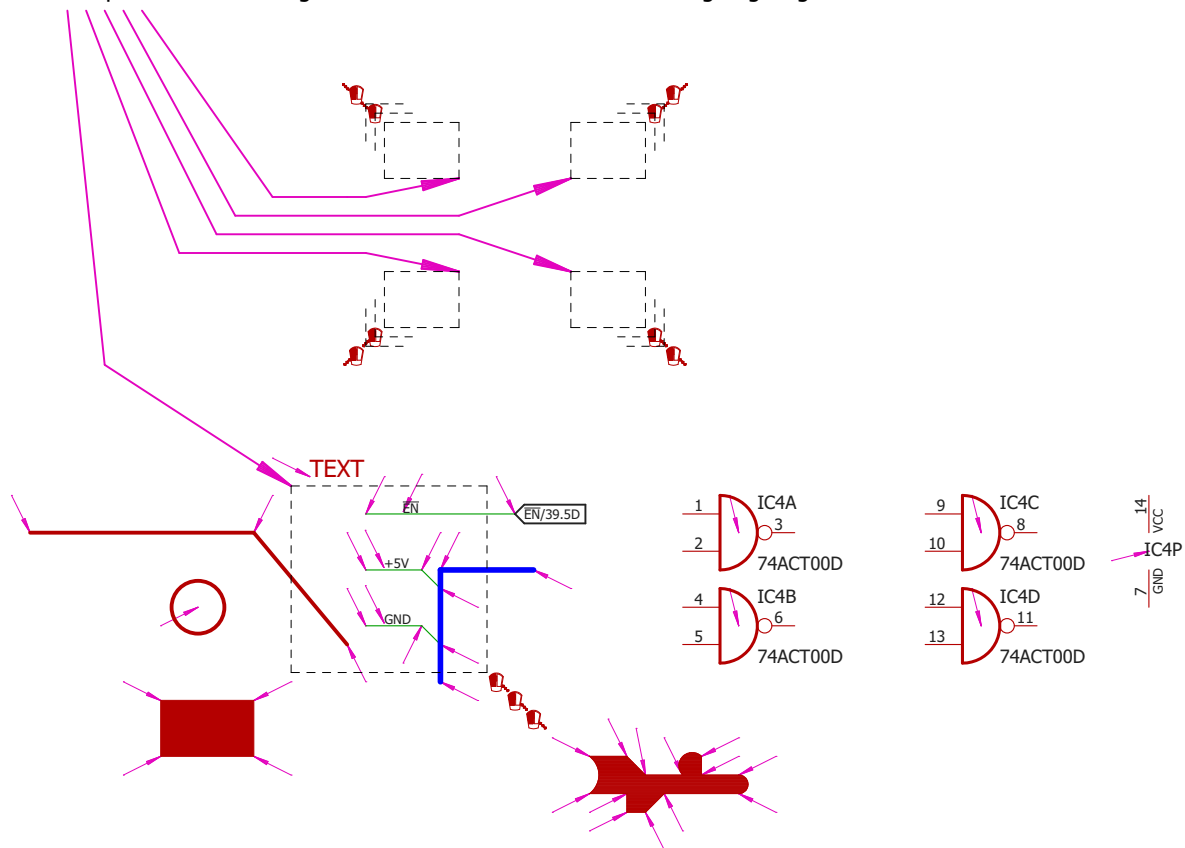 TEXT
EN
EN/39.5D
+5V
GND
1
2
3
IC4A
74ACT00D
4
5
6
IC4B
74ACT00D
9
10
8
IC4C
74ACT00D
12
13
11
IC4D
74ACT00D
14
VCC
IC4P
7
GND